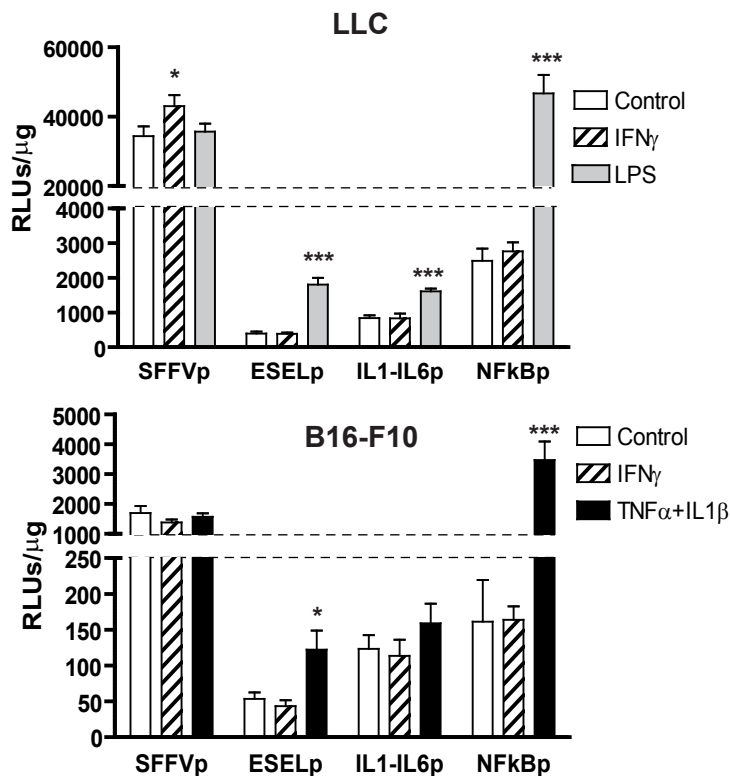 LLC
RLUs/μg
60000
40000
20000
4000
3000
2000
1000
0
*
***
***
***
Control
IFNγ
LPS
SFFVp ESELp IL1-IL6p NFkBp
B16-F10
RLUs/μg
5000
4000
3000
2000
1000
250
200
150
100
50
0
*
***
Control
IFNγ
TNFα+IL1β
SFFVp ESELp IL1-IL6p NFkBp